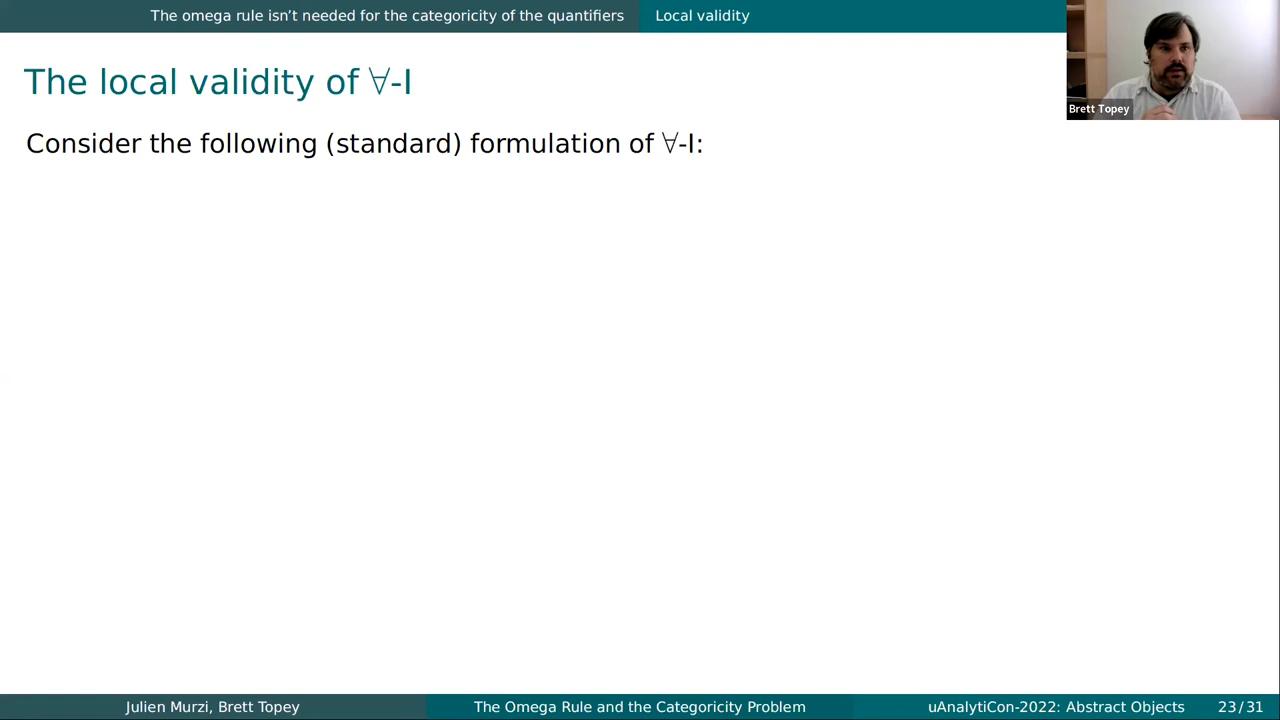 The omega rule isn’t needed for the categoricity of the quantifiers Local validity
Brett Topey
The local validity of ∀-I
Consider the following (standard) formulation of ∀-I:
Julien Murzi, Brett Topey The Omega Rule and the Categoricity Problem uAnalytiCon-2022: Abstract Objects 23/31